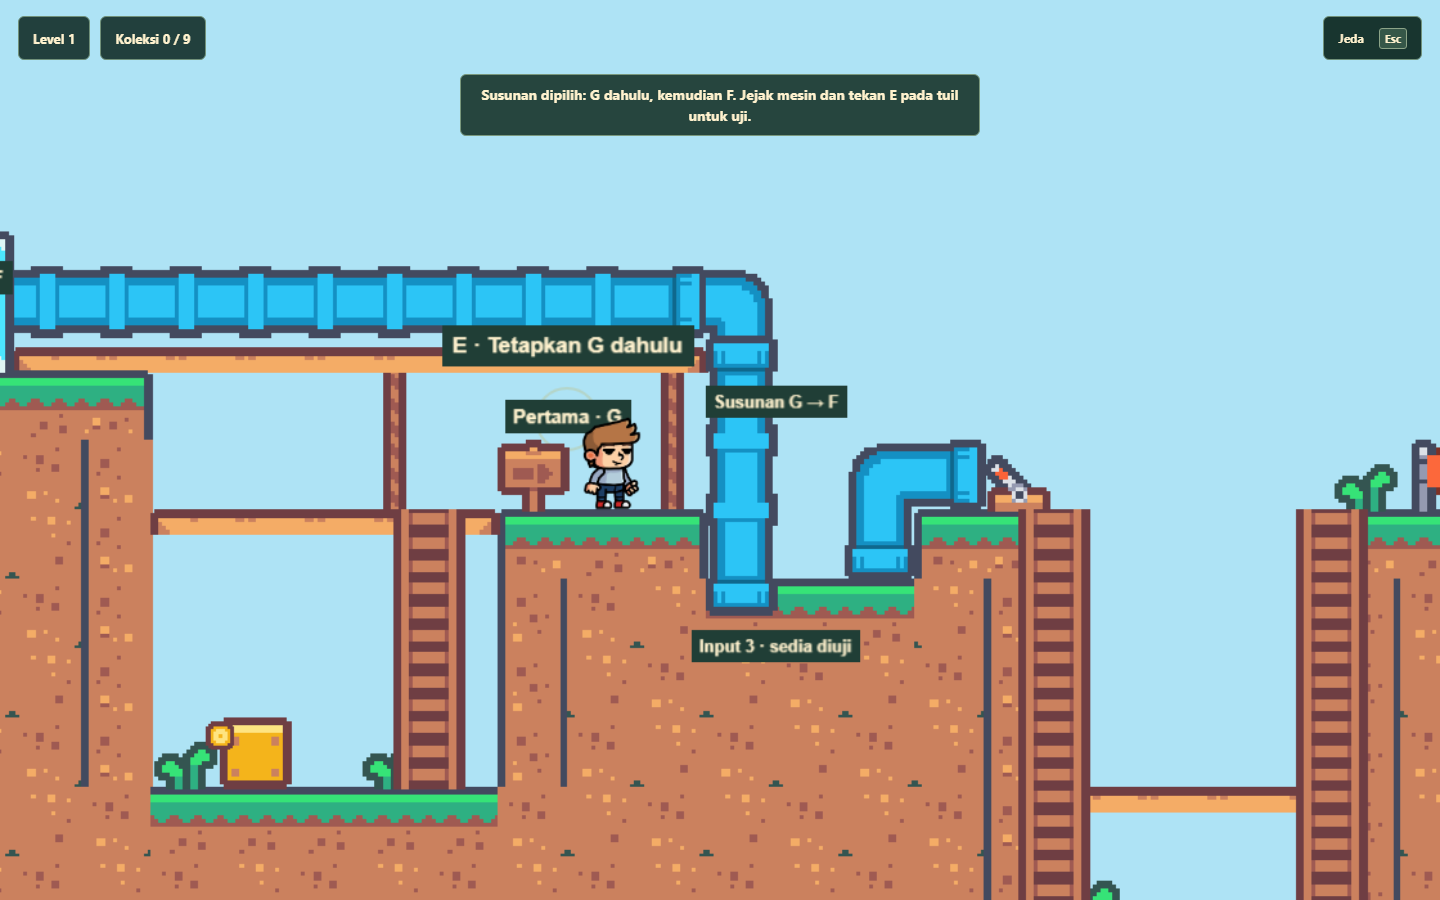 Level 1
Koleksi 0 / 9
Jeda Esc
Susunan dipilih: G dahulu, kemudian F. Jejak mesin dan tekan E pada tuil
untuk uji.
F
E · Tetapkan G dahulu
Susunan G → F
Pertama · G
Input 3 · sedia diuji